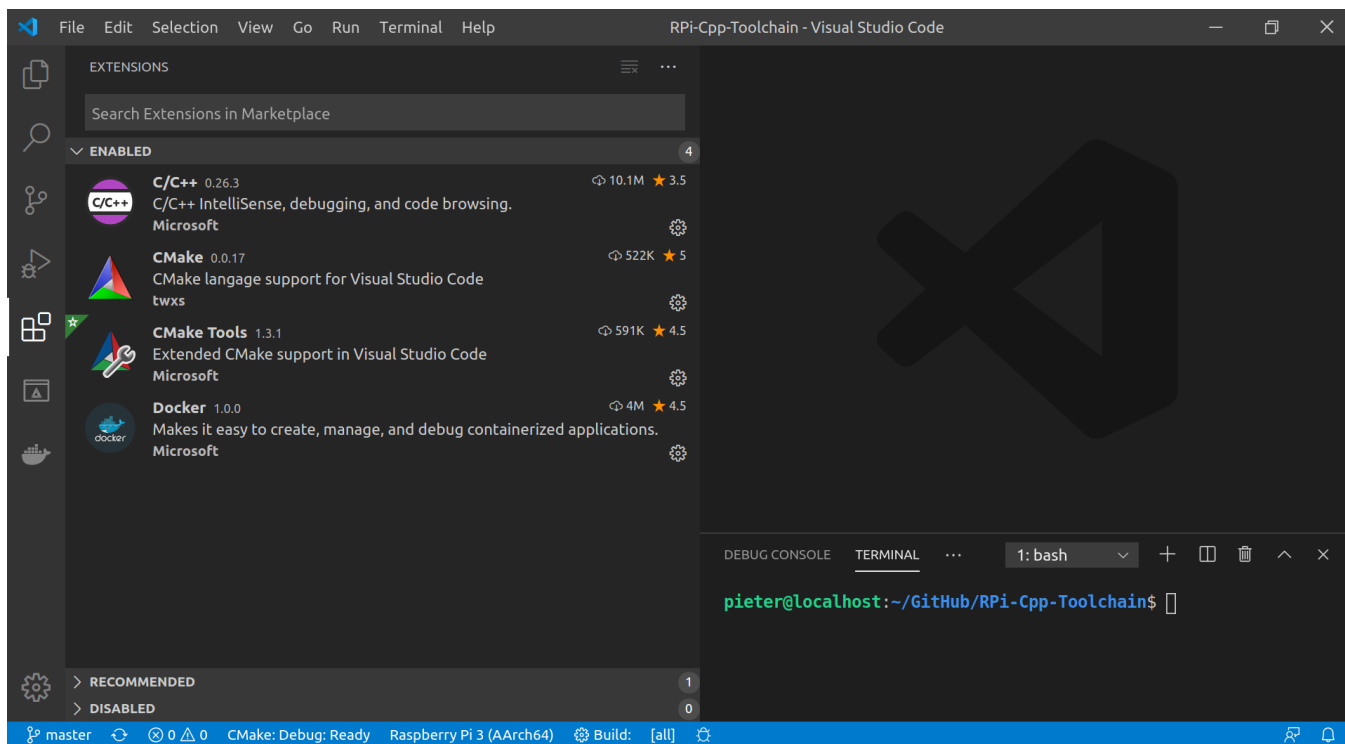 File Edit Selection View Go Run Terminal Help RPi-Cpp-Toolchain - Visual Studio Code
EXTENSIONS
Search Extensions in Marketplace
ENABLED 4
C/C++ 0.26.3 10.1M 3.5
C/C++ IntelliSense, debugging, and code browsing.
Microsoft
C/C++
CMake 0.0.17 522K 5
CMake langage support for Visual Studio Code
twxs
CMake Tools 1.3.1 591K 4.5
Extended CMake support in Visual Studio Code
Microsoft
Docker 1.0.0 4M 4.5
Makes it easy to create, manage, and debug containerized applications.
Microsoft
docker
RECOMMENDED 1
DISABLED 0
DEBUG CONSOLE TERMINAL ··· 1: bash
pieter@localhost:~/GitHub/RPi-Cpp-Toolchain$
master 0 0 CMake: Debug: Ready Raspberry Pi 3 (AArch64) Build: [all]